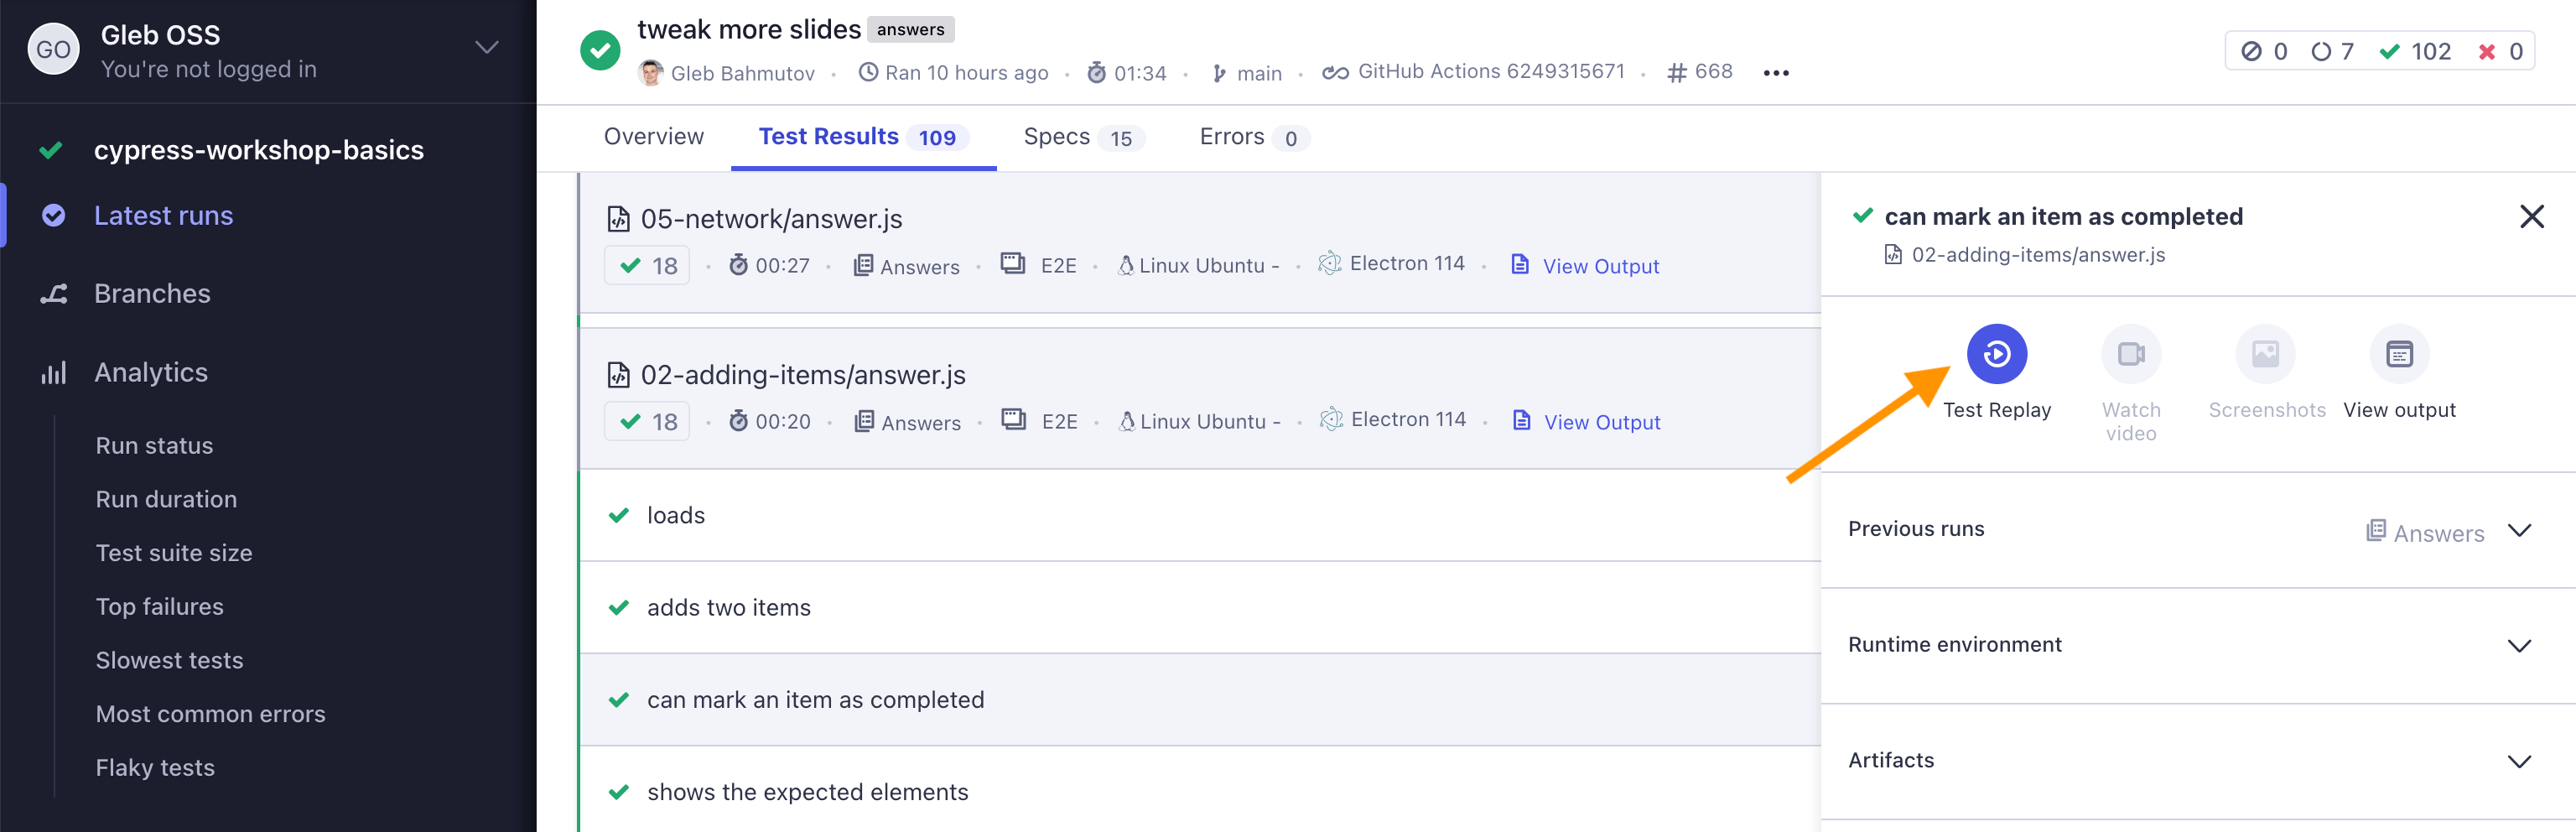 GO
Gleb OSS
You're not logged in
cypress-workshop-basics
Latest runs
Branches
Analytics
Run status
Run duration
Test suite size
Top failures
Slowest tests
Most common errors
Flaky tests
tweak more slides answers
Gleb Bahmutov · Ran 10 hours ago · 01:34 · main · GitHub Actions 6249315671 · # 668 •••
0 7 102 0
Overview Test Results 109 Specs 15 Errors 0
05-network/answer.js
18 · 00:27 · Answers · E2E · Linux Ubuntu - · Electron 114 · View Output
02-adding-items/answer.js
18 · 00:20 · Answers · E2E · Linux Ubuntu - · Electron 114 · View Output
loads
adds two items
can mark an item as completed
shows the expected elements
can mark an item as completed
02-adding-items/answer.js
Test Replay
Watch
video
Screenshots
View output
Previous runs Answers
Runtime environment
Artifacts